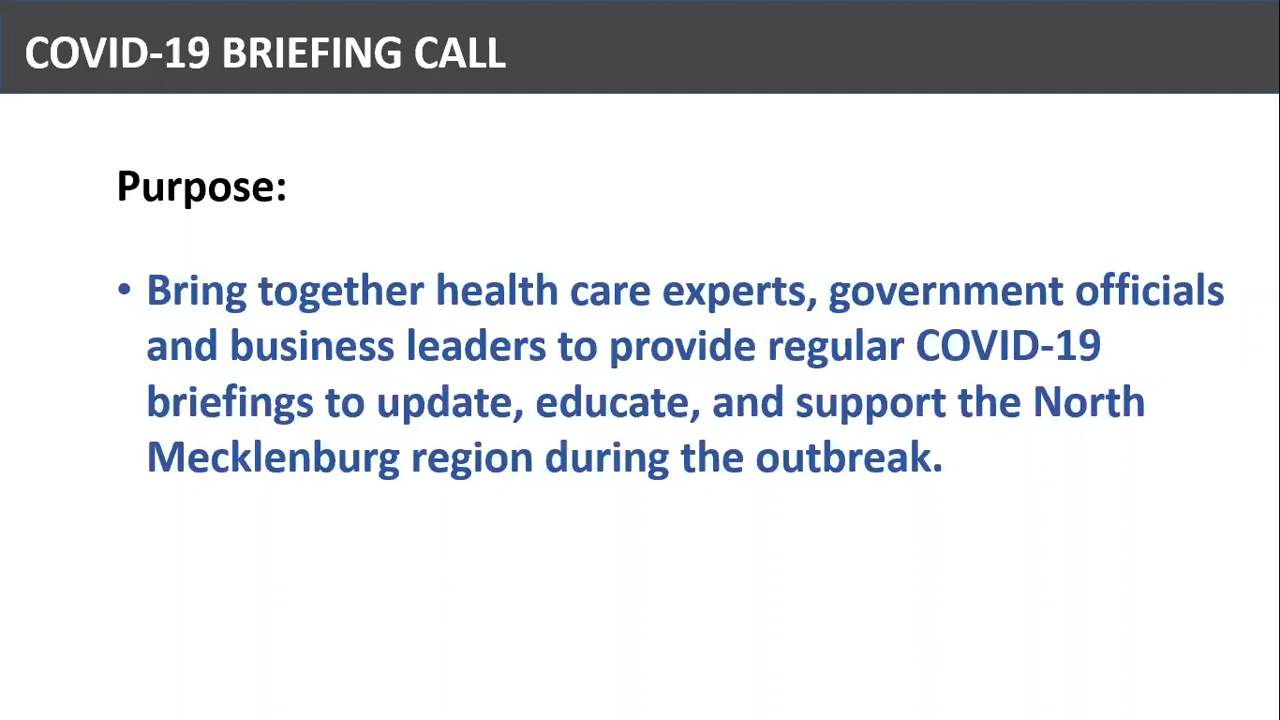 COVID-19 BRIEFING CALL
Purpose:
• Bring together health care experts, government officials
and business leaders to provide regular COVID-19
briefings to update, educate, and support the North
Mecklenburg region during the outbreak.